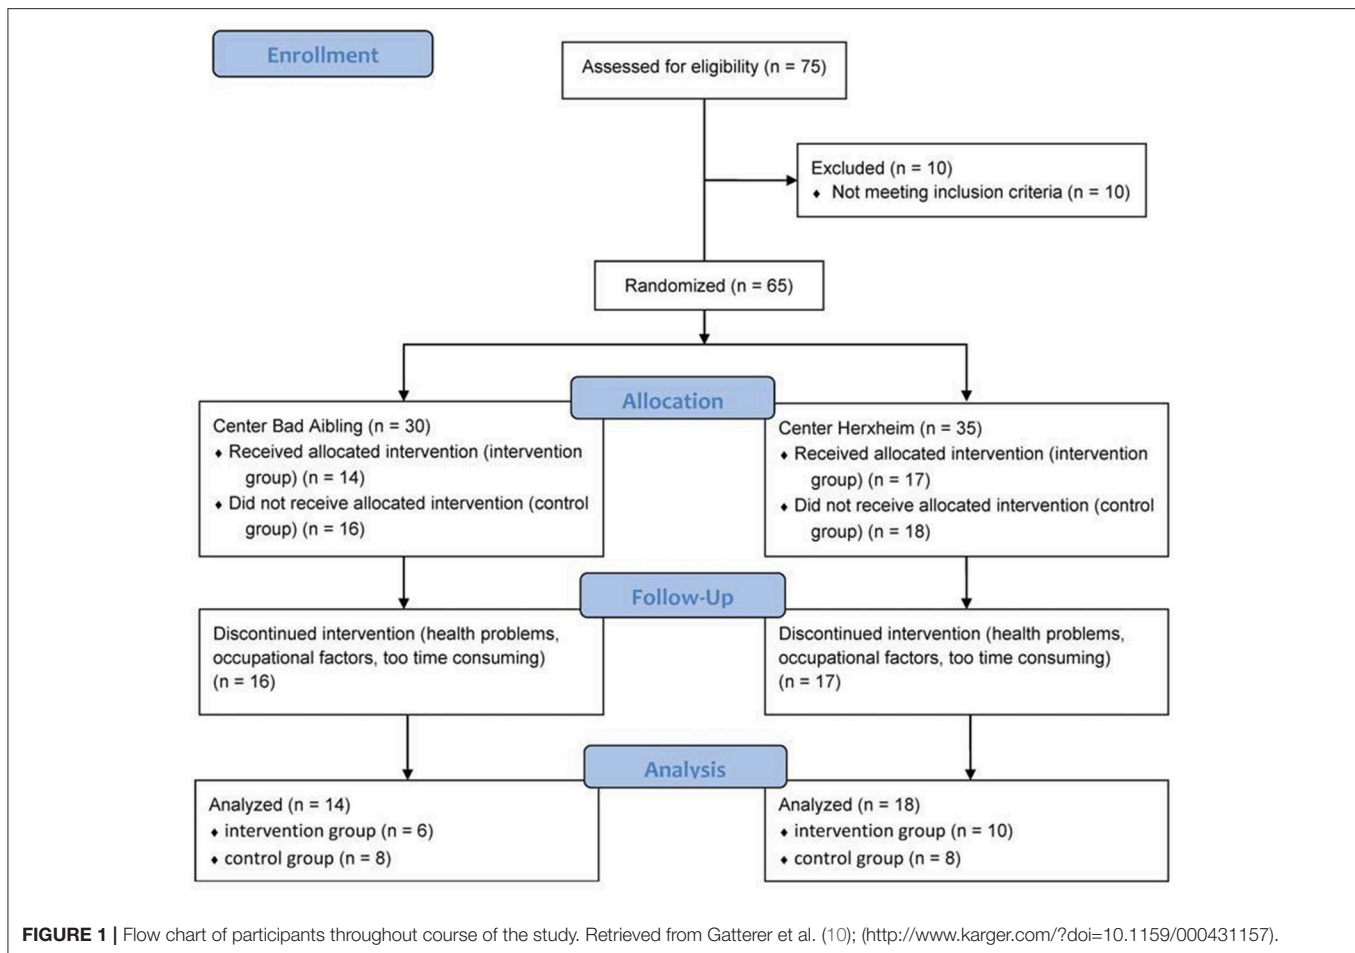 Enrollment
Assessed for eligibility (n = 75)
Excluded (n = 10)
♦ Not meeting inclusion criteria (n = 10)
Randomized (n = 65)
Allocation
Center Bad Aibling (n = 30)
♦ Received allocated intervention (intervention
group) (n = 14)
♦ Did not receive allocated intervention (control
group) (n = 16)
Center Herxheim (n = 35)
♦ Received allocated intervention (intervention
group) (n = 17)
♦ Did not receive allocated intervention (control
group) (n = 18)
Follow-Up
Discontinued intervention (health problems,
occupational factors, too time consuming)
(n = 16)
Discontinued intervention (health problems,
occupational factors, too time consuming)
(n = 17)
Analysis
Analyzed (n = 14)
♦ intervention group (n = 6)
♦ control group (n = 8)
Analyzed (n = 18)
♦ intervention group (n = 10)
♦ control group (n = 8)
FIGURE 1 | Flow chart of participants throughout course of the study. Retrieved from Gatterer et al. (10); (http://www.karger.com/?doi=10.1159/000431157).